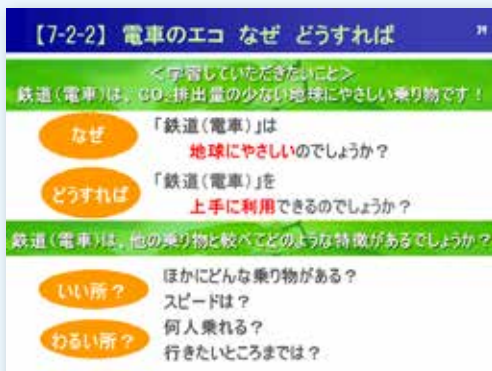 【7-2-2】 電車のエコ なぜ どうすれば
＜学習していただきたいこと＞
鉄道（電車）は、CO₂排出量の少ない地球にやさしい乗り物です！
なぜ
「鉄道（電車）」は
地球にやさしいのでしょうか？
どうすれば
「鉄道（電車）」を
上手に利用できるのでしょうか？
鉄道（電車）は、他の乗り物と較べてどのような特徴があるでしょうか？
いい所？
わるい所？
ほかにどんな乗り物がある？
スピードは？
何人乗れる？
行きたいところまでは？